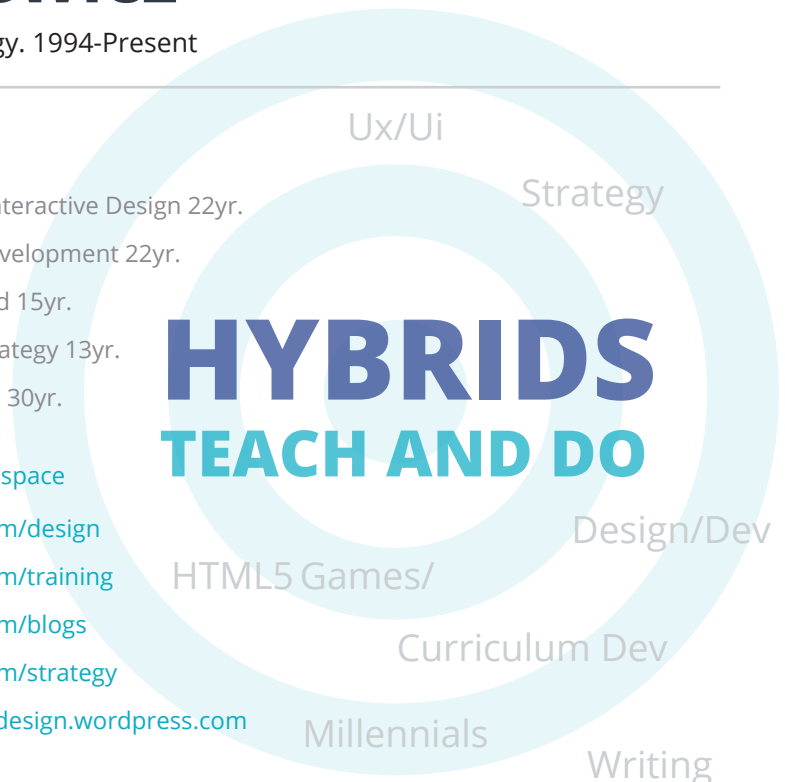 gy. 1994-Present
Ux/Ui
Strategy
nteractive Design 22yr.
velopment 22yr.
d 15yr.
ategy 13yr.
30yr.
HYBRIDS
TEACH AND DO
space
m/design
m/training
m/blogs
m/strategy
design.wordpress.com
Design/Dev
HTML5 Games/
Curriculum Dev
Millennials
Writing